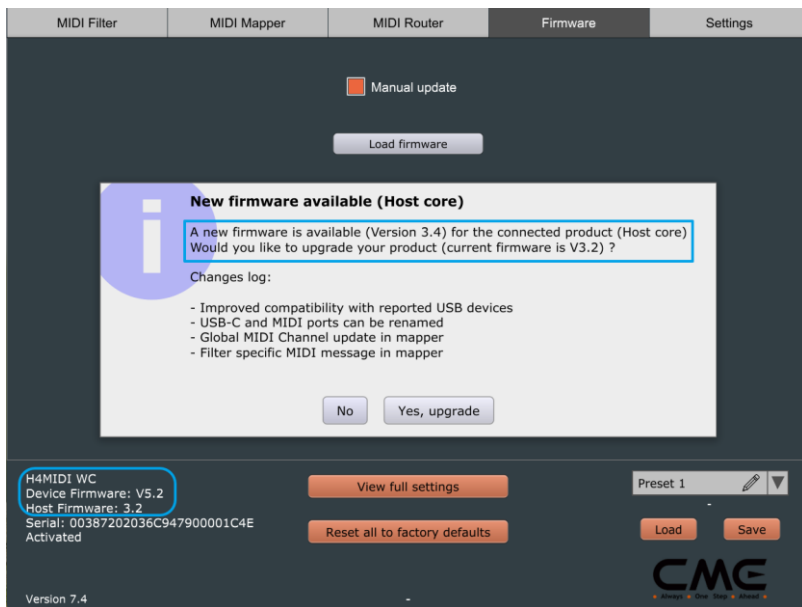 MIDI Filter
MIDI Mapper
MIDI Router
Firmware
Settings
Manual update
Load firmware
New firmware available (Host core)
A new firmware is available (Version 3.4) for the connected product (Host core)
Would you like to upgrade your product (current firmware is V3.2) ?
Changes log:
- Improved compatibility with reported USB devices
- USB-C and MIDI ports can be renamed
- Global MIDI Channel update in mapper
- Filter specific MIDI message in mapper
No
Yes, upgrade
H4MIDI WC
Device Firmware: V5.2
Host Firmware: 3.2
Serial: 00387202036C947900001C4E
Activated
View full settings
Reset all to factory defaults
Preset 1
-
Load
Save
CME
Always One Step Ahead
Version 7.4
-